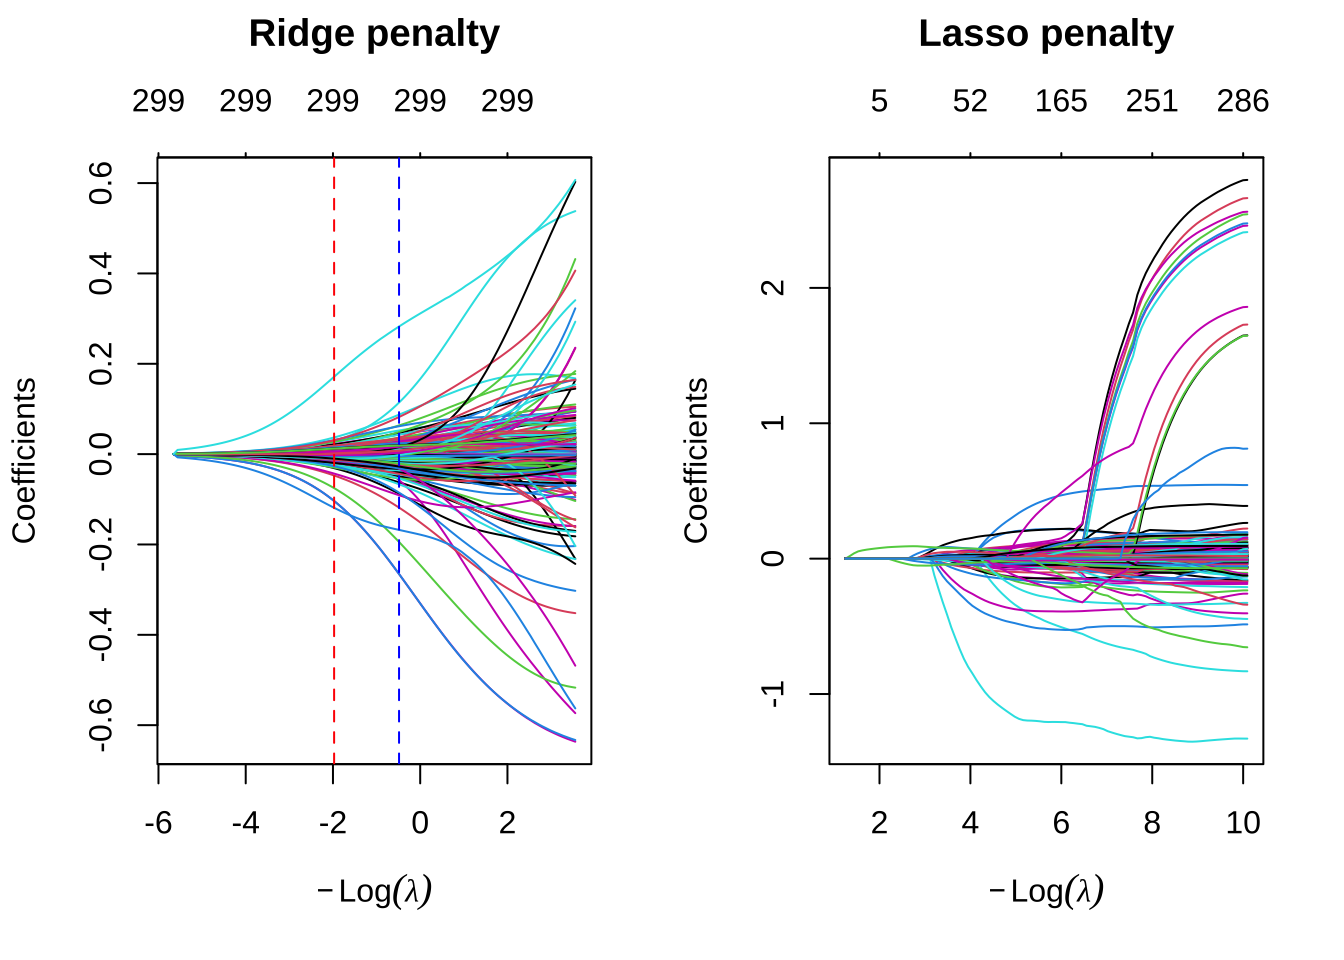 Ridge penalty
299 299 299 299 299
0.6
0.4
0.2
0.0
-0.2
-0.4
-0.6
Coefficients
-6 -4 -2 0 2
−Log(λ)
Lasso penalty
5 52 165 251 286
2
1
0
-1
Coefficients
2 4 6 8 10
−Log(λ)